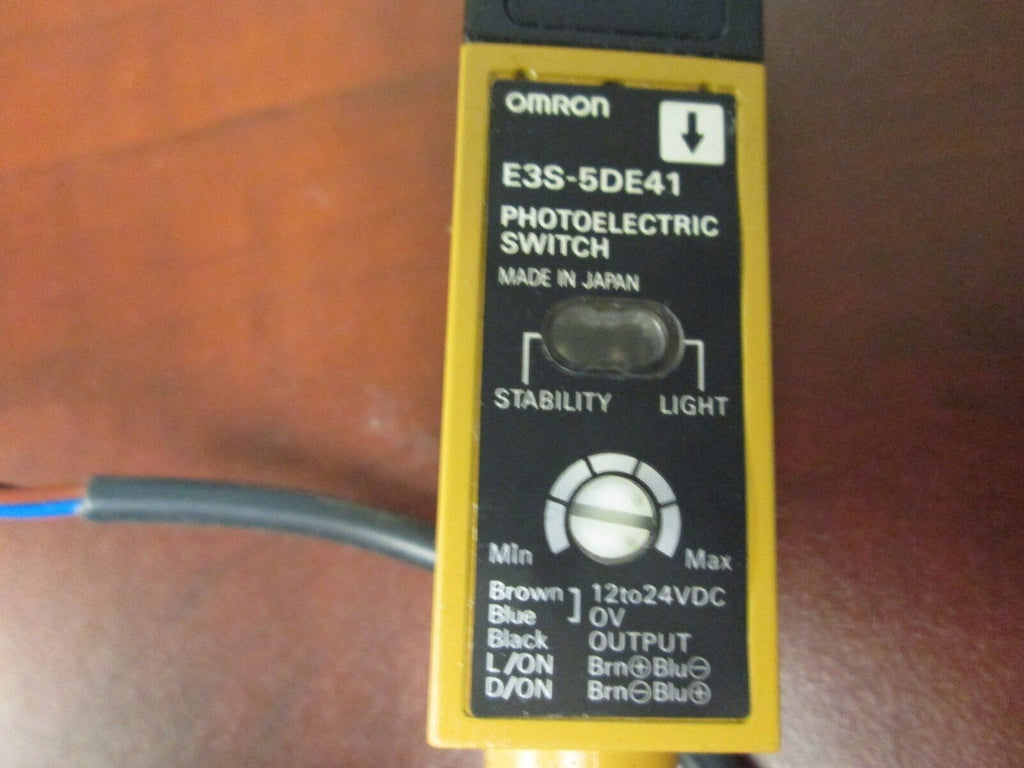 OMRON
E3S-5DE41
PHOTOELECTRIC
SWITCH
MADE IN JAPAN
STABILITY LIGHT
Min Max
Brown 12to24VDC
Blue 0V
Black OUTPUT
L/ON Brn⊕Blu⊖
D/ON Brn⊖Blu⊕